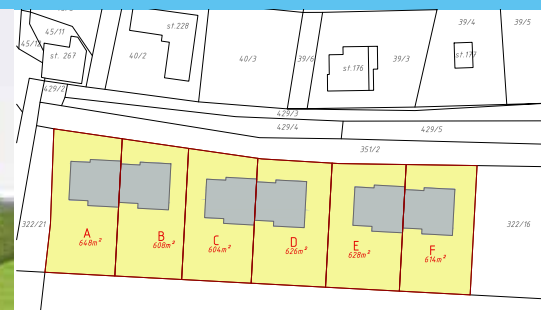 45/11
45/12
st. 267
st.228
40/2
40/3
39/6
st.176
39/3
39/4
39/5
st.177
429/2
429/3
429/4
429/5
351/2
322/21
322/16
A
648m²
B
608m²
C
604m²
D
626m²
E
628m²
F
614m²